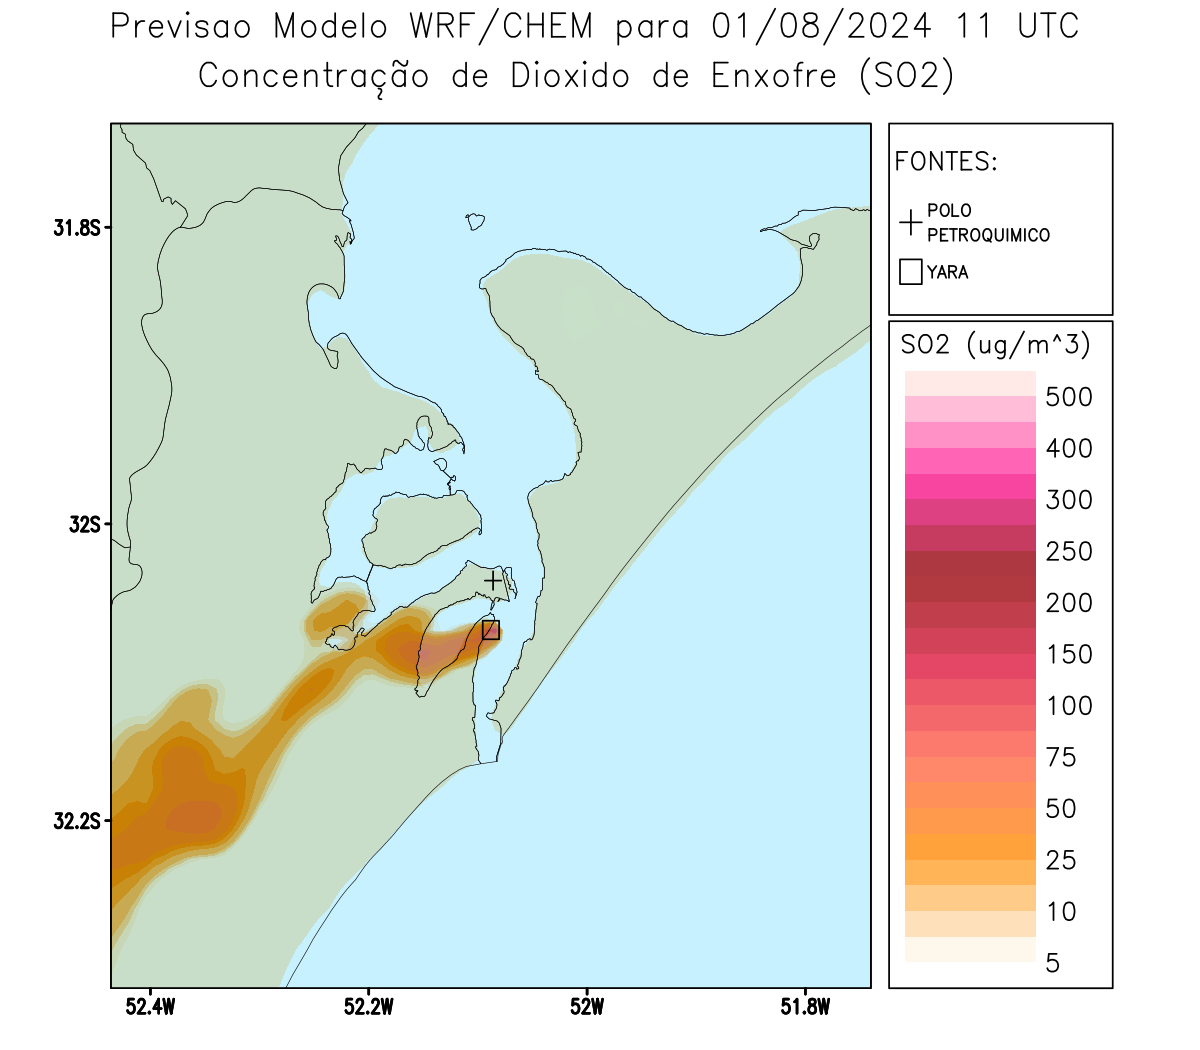 Previsao Modelo WRF/CHEM para 01/08/2024 11 UTC
Concentração de Dioxido de Enxofre (SO2)
FONTES:
POLO
PETROQUIMICO
YARA
31.8S
32S
32.2S
52.4W
52.2W
52W
51.8W
SO2 (ug/m^3)
500
400
300
250
200
150
100
75
50
25
10
5